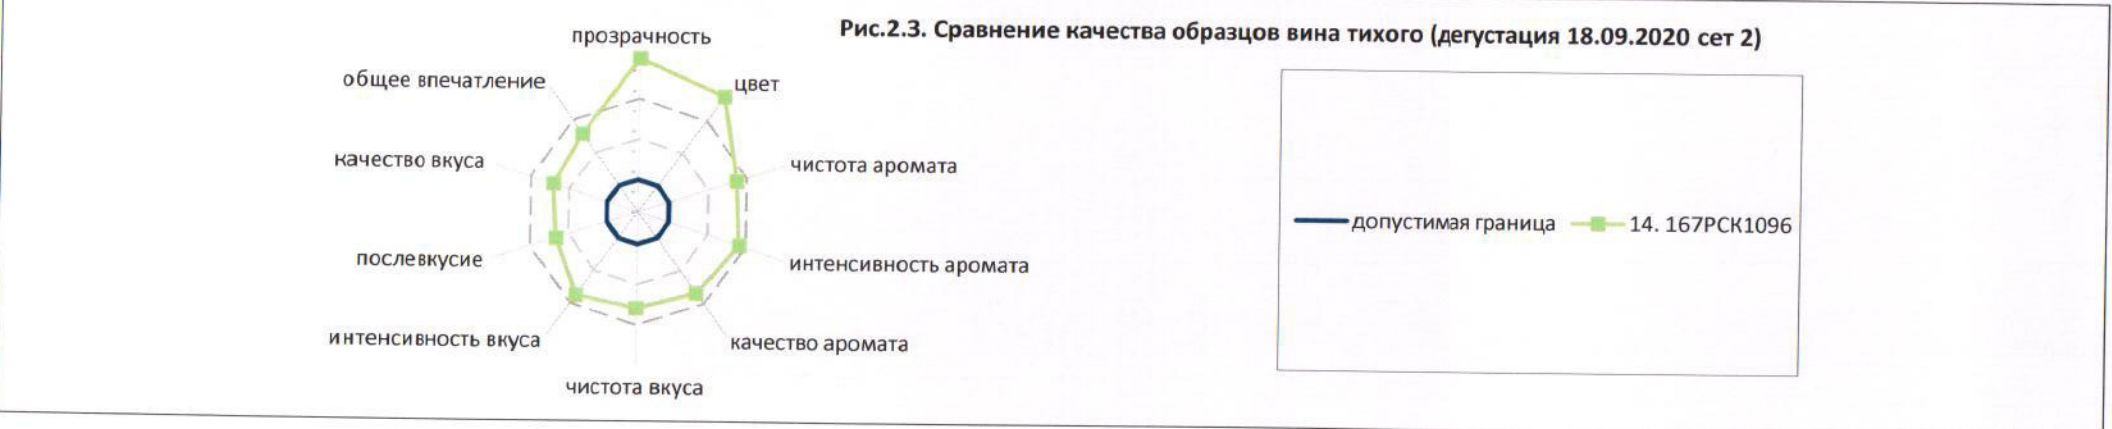 Рис.2.3. Сравнение качества образцов вина тихого (дегустация 18.09.2020 сет 2)
прозрачность
цвет
чистота аромата
интенсивность аромата
качество аромата
чистота вкуса
интенсивность вкуса
послевкусие
качество вкуса
общее впечатление
допустимая граница
14. 167РСК1096